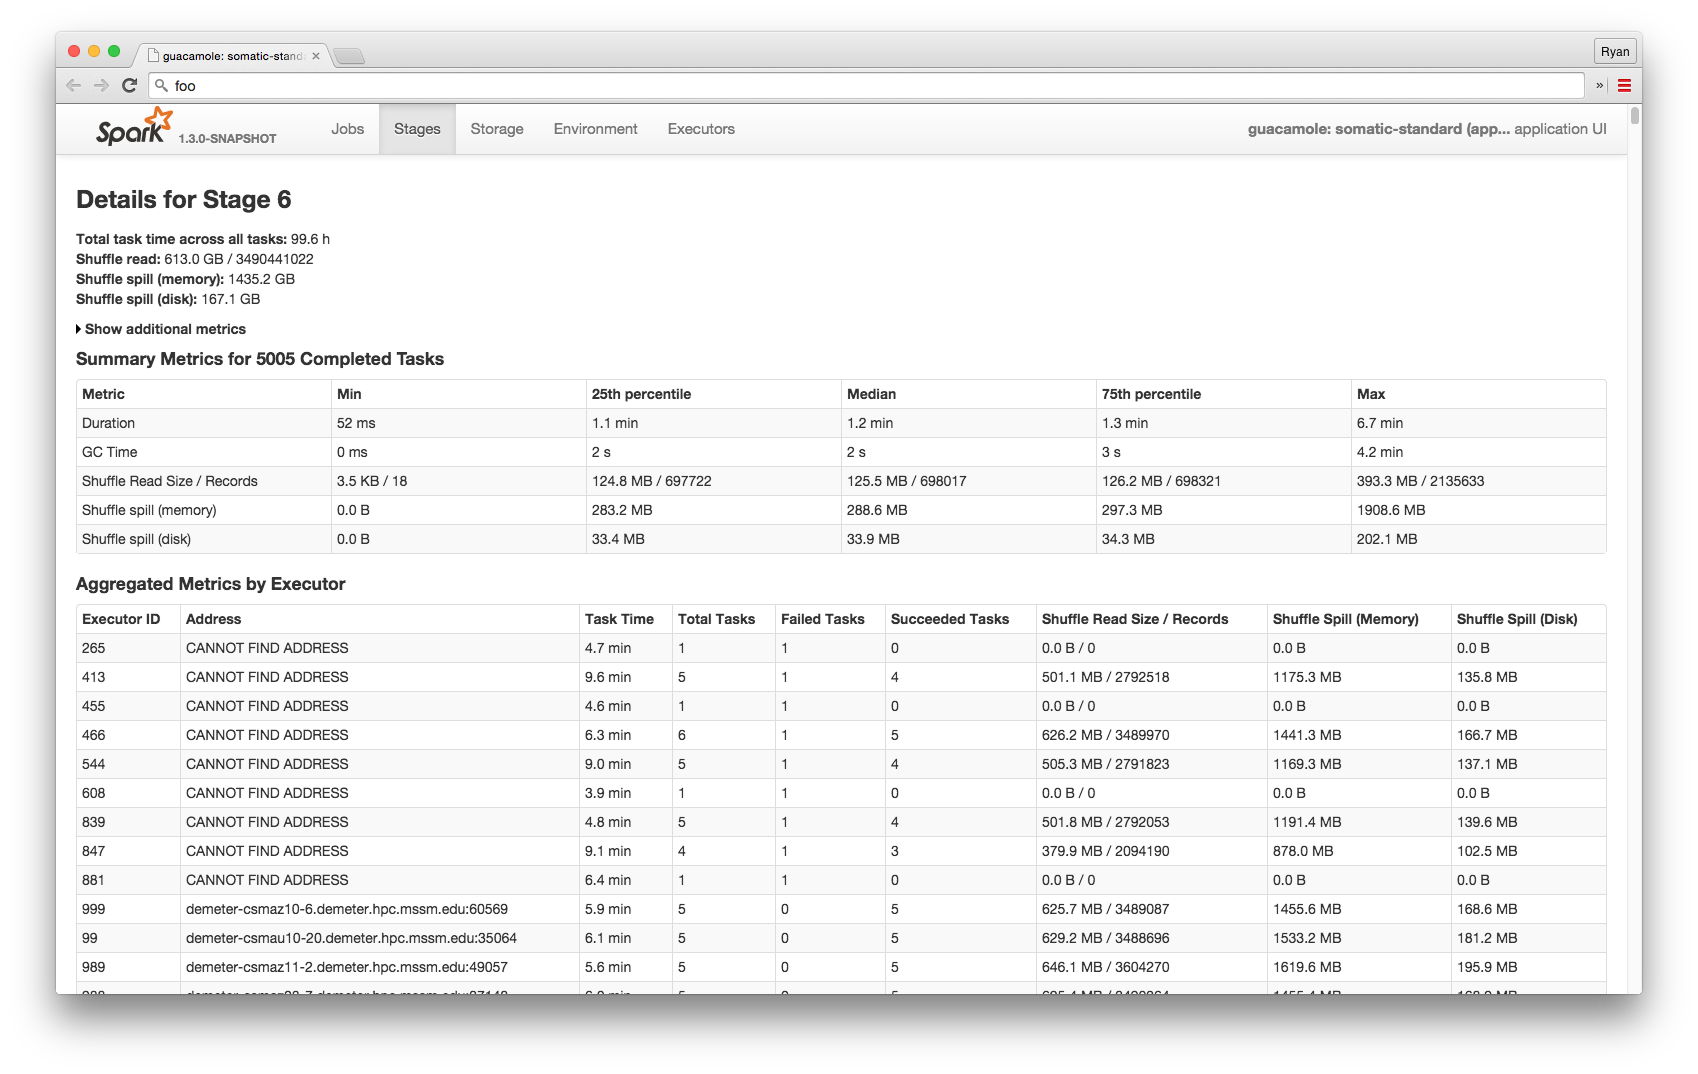 guacamole: somatic-stand
Ryan
foo
Spark 1.3.0-SNAPSHOT Jobs Stages Storage Environment Executors guacamole: somatic-standard (app... application UI
Details for Stage 6
Total task time across all tasks: 99.6 h
Shuffle read: 613.0 GB / 3490441022
Shuffle spill (memory): 1435.2 GB
Shuffle spill (disk): 167.1 GB
Show additional metrics
Summary Metrics for 5005 Completed Tasks
Metric Min 25th percentile Median 75th percentile Max
Duration 52 ms 1.1 min 1.2 min 1.3 min 6.7 min
GC Time 0 ms 2 s 2 s 3 s 4.2 min
Shuffle Read Size / Records 3.5 KB / 18 124.8 MB / 697722 125.5 MB / 698017 126.2 MB / 698321 393.3 MB / 2135633
Shuffle spill (memory) 0.0 B 283.2 MB 288.6 MB 297.3 MB 1908.6 MB
Shuffle spill (disk) 0.0 B 33.4 MB 33.9 MB 34.3 MB 202.1 MB
Aggregated Metrics by Executor
Executor ID Address Task Time Total Tasks Failed Tasks Succeeded Tasks Shuffle Read Size / Records Shuffle Spill (Memory) Shuffle Spill (Disk)
265 CANNOT FIND ADDRESS 4.7 min 1 1 0 0.0 B / 0 0.0 B 0.0 B
413 CANNOT FIND ADDRESS 9.6 min 5 1 4 501.1 MB / 2792518 1175.3 MB 135.8 MB
455 CANNOT FIND ADDRESS 4.6 min 1 1 0 0.0 B / 0 0.0 B 0.0 B
466 CANNOT FIND ADDRESS 6.3 min 6 1 5 626.2 MB / 3489970 1441.3 MB 166.7 MB
544 CANNOT FIND ADDRESS 9.0 min 5 1 4 505.3 MB / 2791823 1169.3 MB 137.1 MB
608 CANNOT FIND ADDRESS 3.9 min 1 1 0 0.0 B / 0 0.0 B 0.0 B
839 CANNOT FIND ADDRESS 4.8 min 5 1 4 501.8 MB / 2792053 1191.4 MB 139.6 MB
847 CANNOT FIND ADDRESS 9.1 min 4 1 3 379.9 MB / 2094190 878.0 MB 102.5 MB
881 CANNOT FIND ADDRESS 6.4 min 1 1 0 0.0 B / 0 0.0 B 0.0 B
999 demeter-csmaz10-6.demeter.hpc.mssm.edu:60569 5.9 min 5 0 5 625.7 MB / 3489087 1455.6 MB 168.6 MB
99 demeter-csmau10-20.demeter.hpc.mssm.edu:35064 6.1 min 5 0 5 629.2 MB / 3488696 1533.2 MB 181.2 MB
989 demeter-csmaz11-2.demeter.hpc.mssm.edu:49057 5.6 min 5 0 5 646.1 MB / 3604270 1619.6 MB 195.9 MB